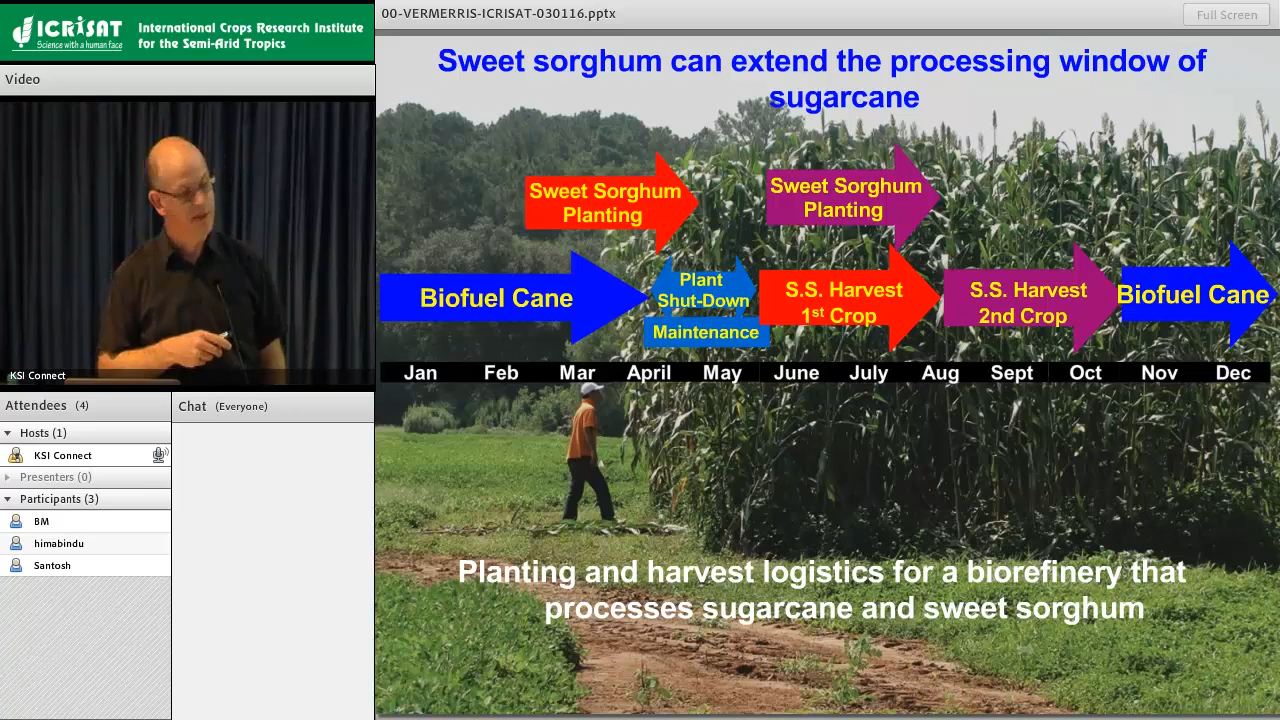 ICRISAT
Science with a human face
International Crops Research Institute
for the Semi-Arid Tropics
00-VERMERRIS-ICRISAT-030116.pptx
Full Screen
Video
KSI Connect
Attendees (4)
Hosts (1)
KSI Connect
Presenters (0)
Participants (3)
BM
himabindu
Santosh
Chat (Everyone)
Sweet sorghum can extend the processing window of
sugarcane
Sweet Sorghum
Planting
Sweet Sorghum
Planting
Biofuel Cane
Plant
Shut-Down
Maintenance
S.S. Harvest
1st Crop
S.S. Harvest
2nd Crop
Biofuel Cane
Jan Feb Mar April May June July Aug Sept Oct Nov Dec
Planting and harvest logistics for a biorefinery that
processes sugarcane and sweet sorghum